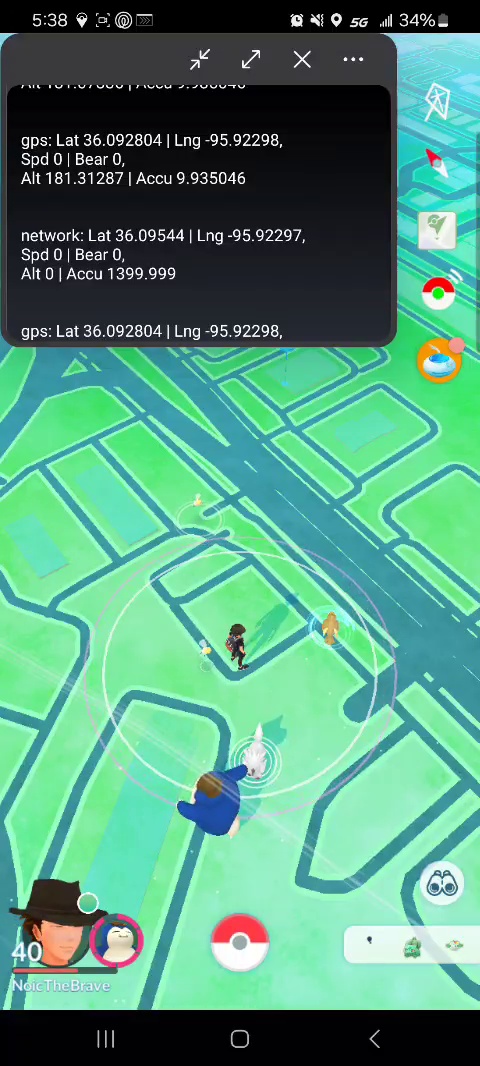 5:38
5G
34%
Alt 181.67536 | Accu 9.988046
gps: Lat 36.092804 | Lng -95.92298,
Spd 0 | Bear 0,
Alt 181.31287 | Accu 9.935046
network: Lat 36.09544 | Lng -95.92297,
Spd 0 | Bear 0,
Alt 0 | Accu 1399.999
gps: Lat 36.092804 | Lng -95.92298,
40
NoicTheBrave